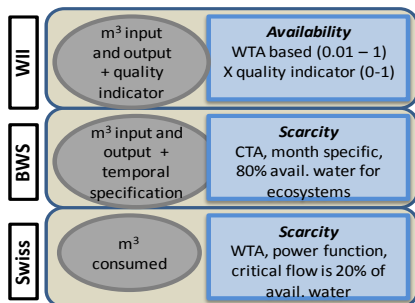 WII
m³ input
and output
+ quality
indicator
Availability
WTA based (0.01 – 1)
X quality indicator (0-1)
BWS
m³ input and
output +
temporal
specification
Scarcity
CTA, month specific,
80% avail. water for
ecosystems
Swiss
m³
consumed
Scarcity
WTA, power function,
critical flow is 20% of
avail. water